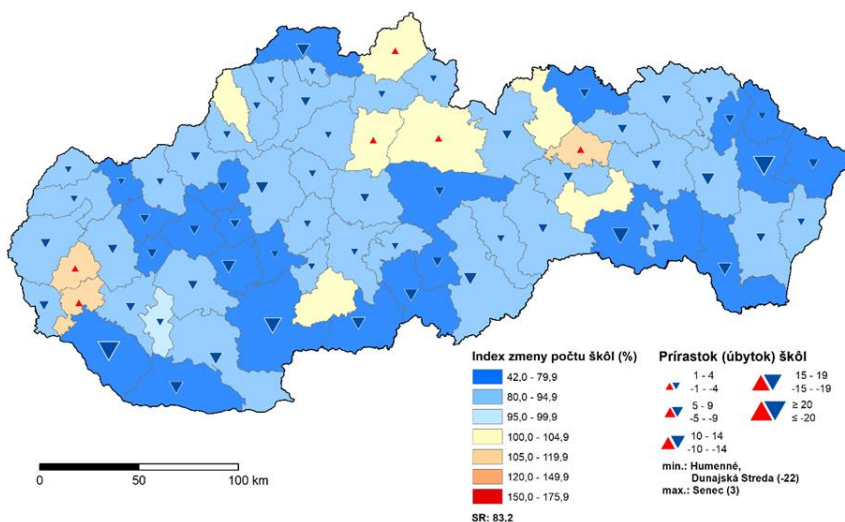 Index zmeny počtu škôl (%)
42,0 - 79,9
80,0 - 94,9
95,0 - 99,9
100,0 - 104,9
105,0 - 119,9
120,0 - 149,9
150,0 - 175,9
SR: 83,2
Prírastok (úbytok) škôl
1 - 4
-1 - -4
5 - 9
-5 - -9
10 - 14
-10 - -14
15 - 19
-15 - -19
≥ 20
≤ -20
min.: Humenné,
Dunajská Streda (-22)
max.: Senec (3)
0 50 100 km